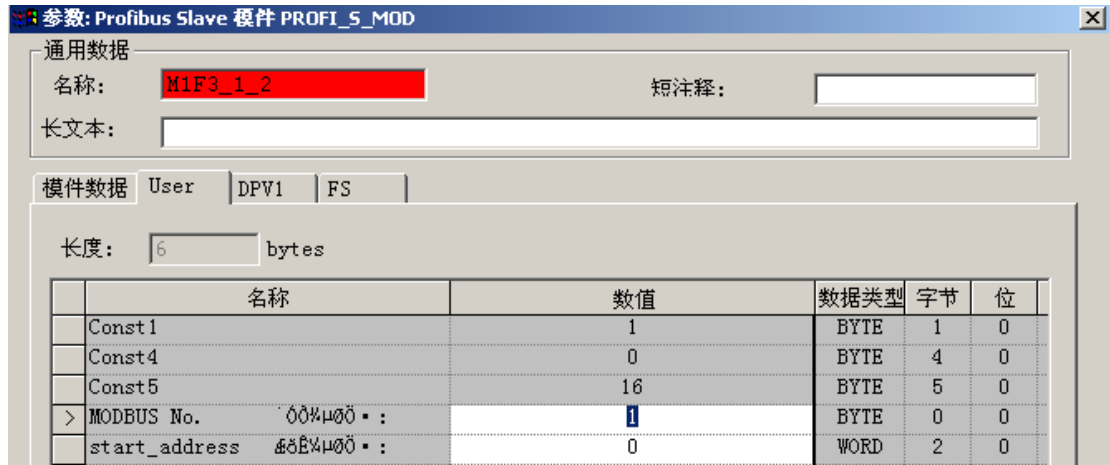 参数: Profibus Slave 模件 PROFI_S_MOD
通用数据
名称: M1F3_1_2 短注释:
长文本:
模件数据 User DPV1 FS
长度: 6 bytes
名称 数值 数据类型 字节 位
Const1 1 BYTE 1 0
Const4 0 BYTE 4 0
Const5 16 BYTE 5 0
> MODBUS No. 1 BYTE 0 0
start_address 0 WORD 2 0